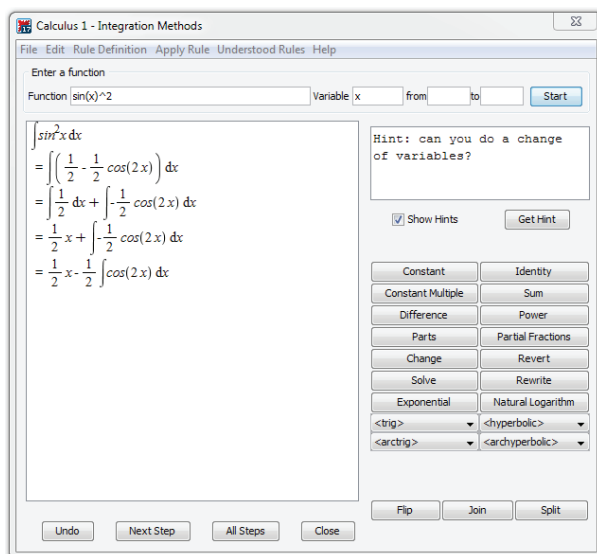 Calculus 1 - Integration Methods
File Edit Rule Definition Apply Rule Understood Rules Help
Enter a function
Function sin(x)^2 Variable x from to Start
∫sin²x dx
= ∫(1/2 - 1/2 cos(2 x)) dx
= ∫1/2 dx + ∫-1/2 cos(2 x) dx
= 1/2 x + ∫-1/2 cos(2 x) dx
= 1/2 x - 1/2 ∫cos(2 x) dx
Hint: can you do a change
of variables?
Show Hints Get Hint
Constant Identity
Constant Multiple Sum
Difference Power
Parts Partial Fractions
Change Revert
Solve Rewrite
Exponential Natural Logarithm
<trig> <hyperbolic>
<arctrig> <archyperbolic>
Flip Join Split
Undo Next Step All Steps Close